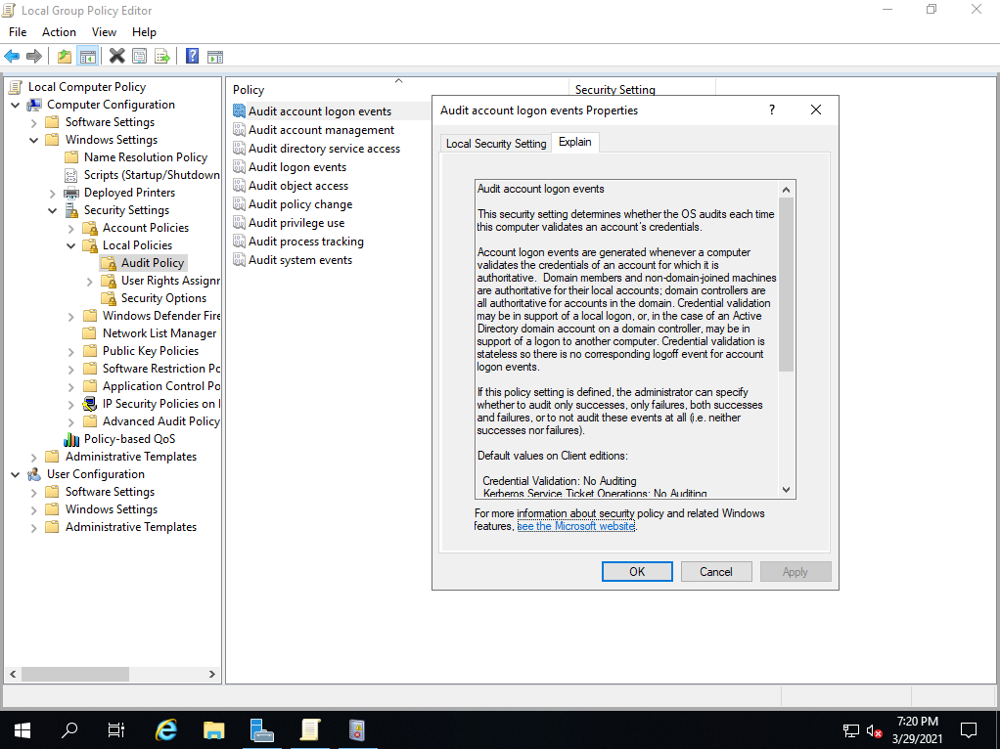 Local Group Policy Editor
File Action View Help
Local Computer Policy
Computer Configuration
Software Settings
Windows Settings
Name Resolution Policy
Scripts (Startup/Shutdown
Deployed Printers
Security Settings
Account Policies
Local Policies
Audit Policy
User Rights Assignr
Security Options
Windows Defender Fire
Network List Manager
Public Key Policies
Software Restriction Po
Application Control Po
IP Security Policies on l
Advanced Audit Policy
Policy-based QoS
Administrative Templates
User Configuration
Software Settings
Windows Settings
Administrative Templates
Policy Security Setting
Audit account logon events
Audit account management
Audit directory service access
Audit logon events
Audit object access
Audit policy change
Audit privilege use
Audit process tracking
Audit system events
Audit account logon events Properties ?
Local Security Setting Explain
Audit account logon events
This security setting determines whether the OS audits each time
this computer validates an account's credentials.
Account logon events are generated whenever a computer
validates the credentials of an account for which it is
authoritative. Domain members and non-domain-joined machines
are authoritative for their local accounts; domain controllers are
all authoritative for accounts in the domain. Credential validation
may be in support of a local logon, or, in the case of an Active
Directory domain account on a domain controller, may be in
support of a logon to another computer. Credential validation is
stateless so there is no corresponding logoff event for account
logon events.
If this policy setting is defined, the administrator can specify
whether to audit only successes, only failures, both successes
and failures, or to not audit these events at all (i.e. neither
successes nor failures).
Default values on Client editions:
Credential Validation: No Auditing
Kerberos Service Ticket Operations: No Auditing
For more information about security policy and related Windows
features, see the Microsoft website.
OK Cancel Apply
7:20 PM
3/29/2021